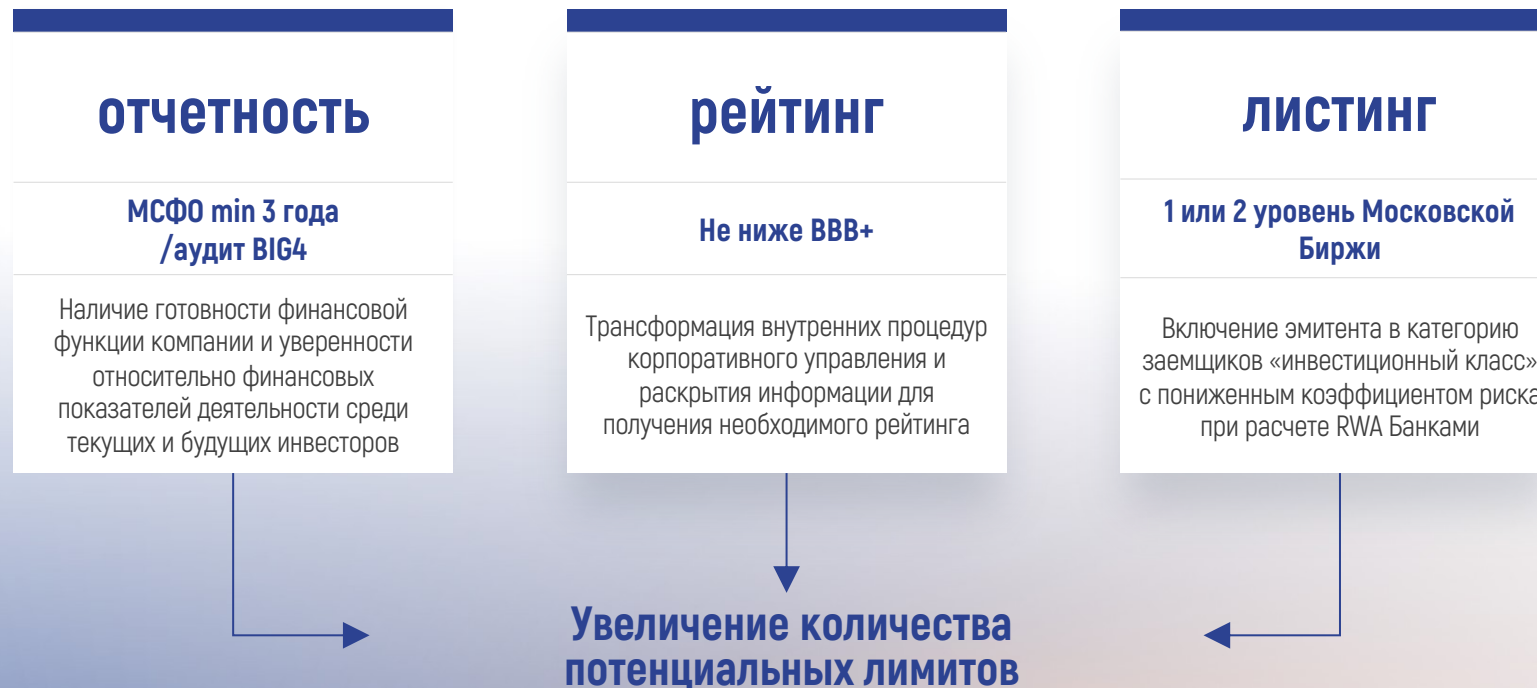 отчетность
МСФО min 3 года
/аудит BIG4
Наличие готовности финансовой
функции компании и уверенности
относительно финансовых
показателей деятельности среди
текущих и будущих инвесторов
рейтинг
Не ниже BBB+
Трансформация внутренних процедур
корпоративного управления и
раскрытия информации для
получения необходимого рейтинга
листинг
1 или 2 уровень Московской
Биржи
Включение эмитента в категорию
заемщиков «инвестиционный класс»
с пониженным коэффициентом риска
при расчете RWA Банками
Увеличение количества
потенциальных лимитов